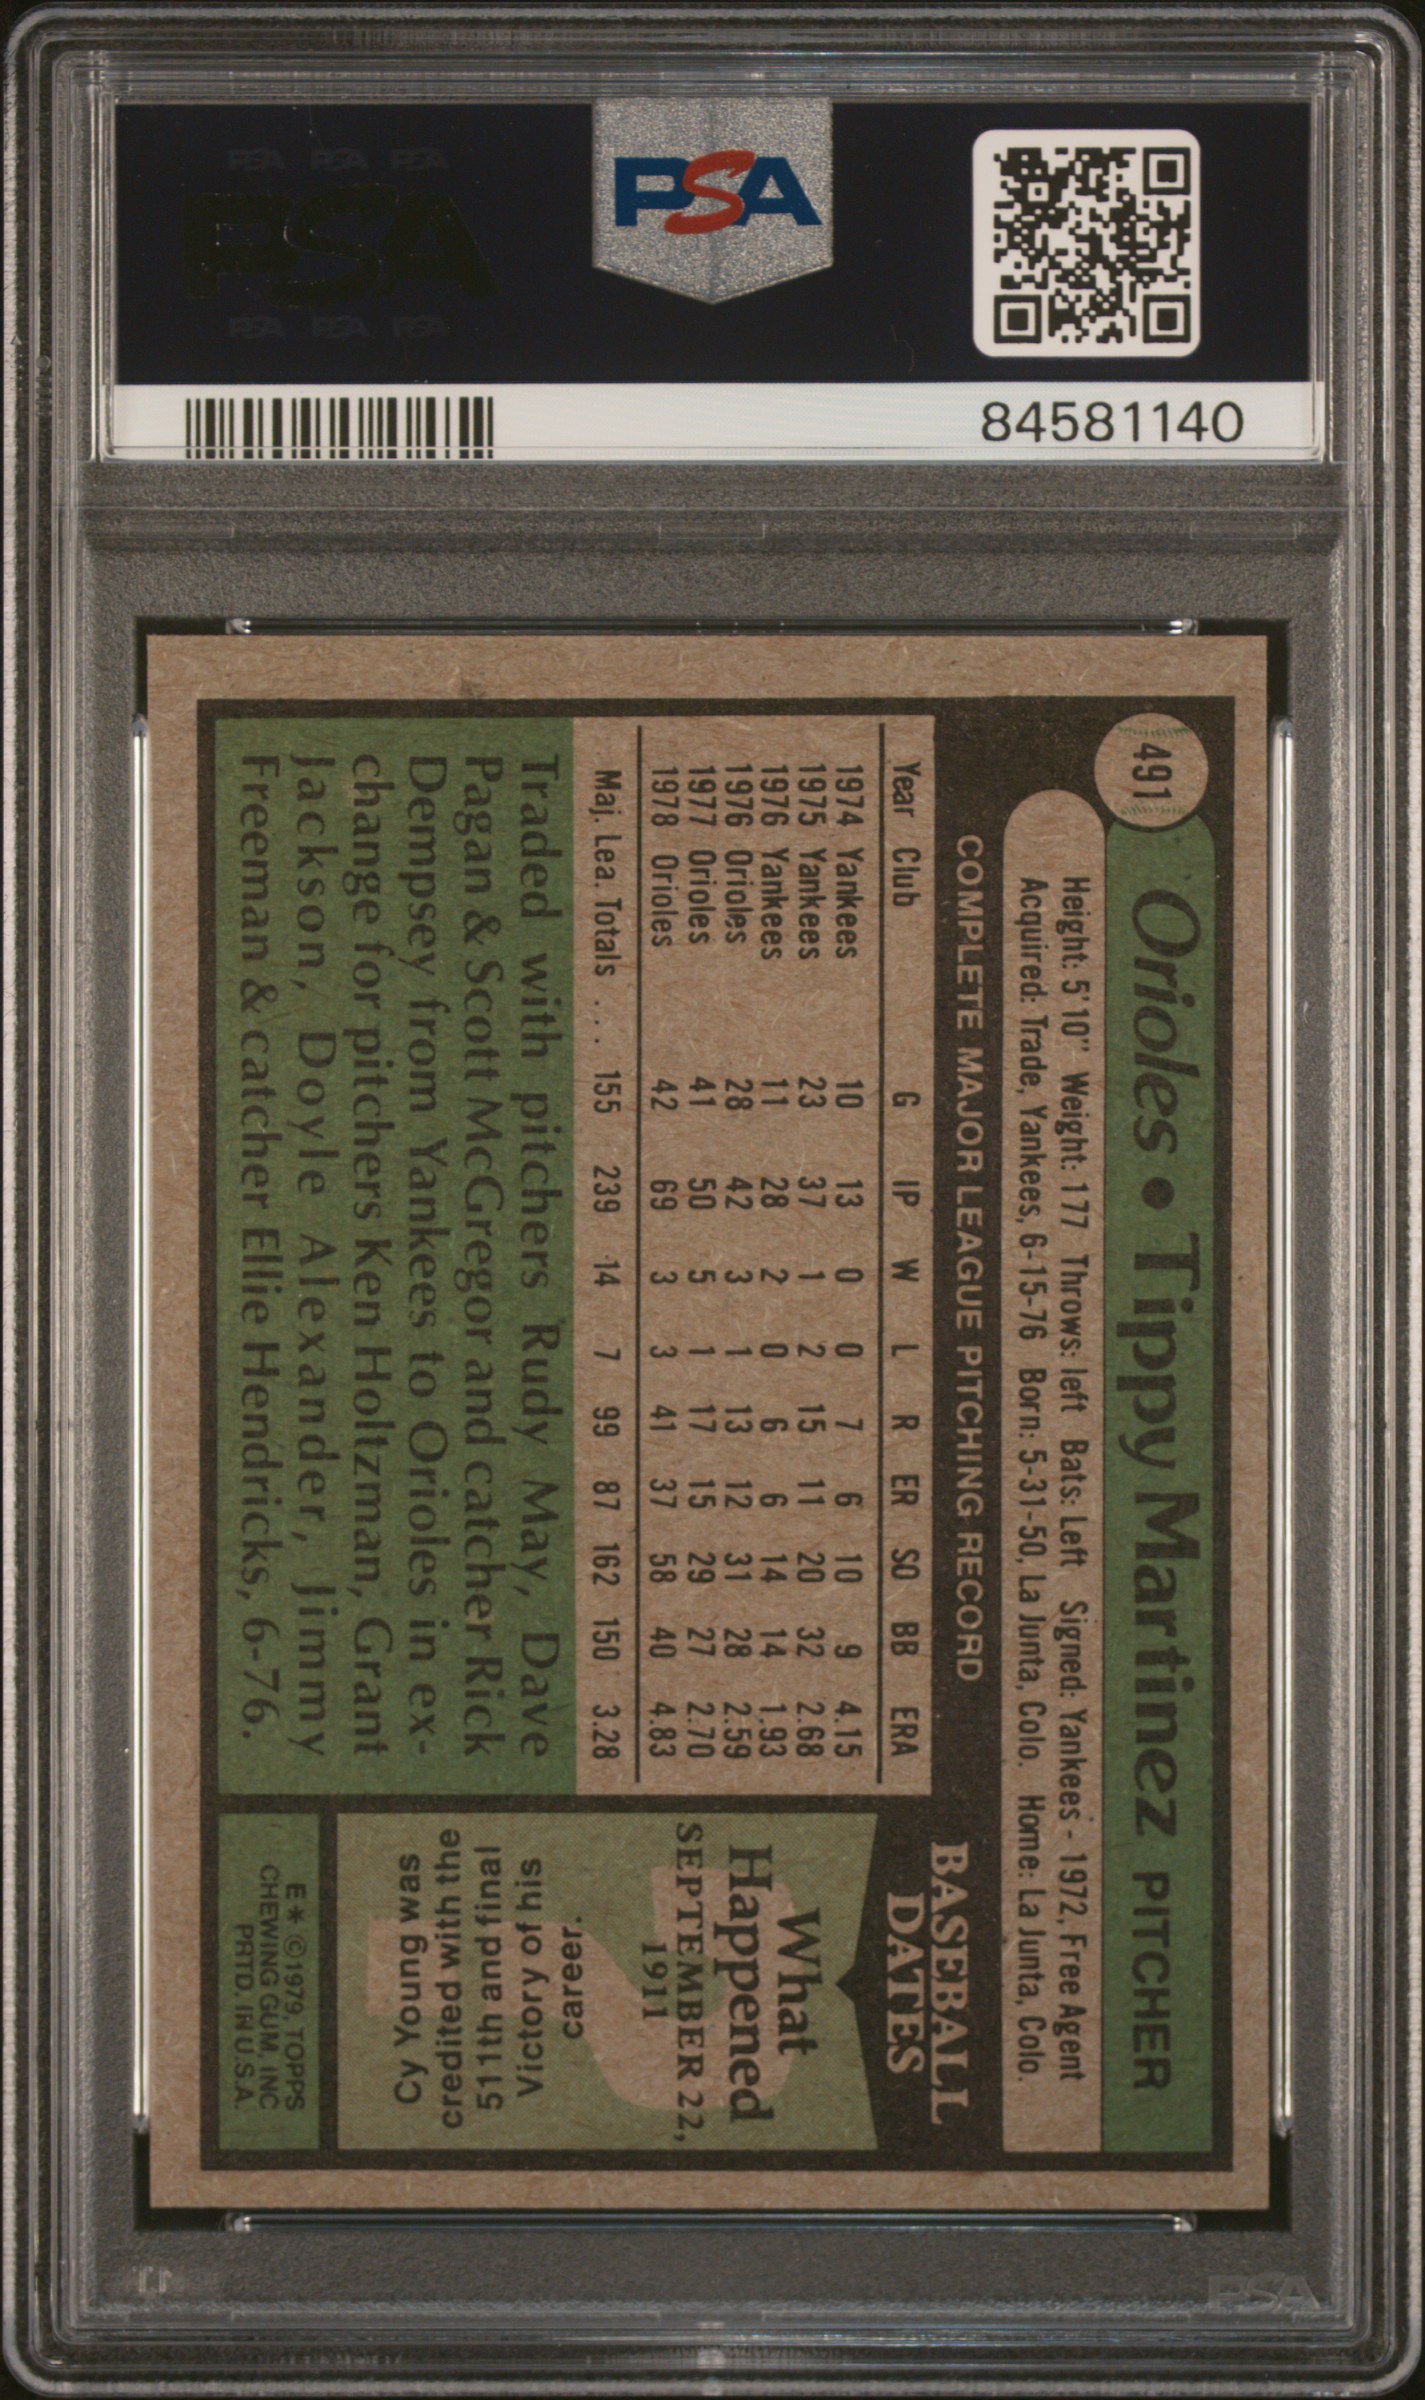 PSA PSA PSA
PSA
PSA PSA PSA
PSA
84581140
491
Orioles • Tippy Martinez PITCHER
Height: 5'10" Weight: 177 Throws: left Bats: Left Signed: Yankees - 1972, Free Agent
Acquired: Trade, Yankees, 6-15-76 Born: 5-31-50, La Junta, Colo. Home: La Junta, Colo.
COMPLETE MAJOR LEAGUE PITCHING RECORD
Year Club G IP W L R ER SO BB ERA
1974 Yankees 10 13 0 0 7 6 10 9 4.15
1975 Yankees 23 37 1 2 15 11 20 32 2.68
1976 Yankees 11 28 2 0 6 6 14 14 1.93
1976 Orioles 28 42 3 1 13 12 31 28 2.59
1977 Orioles 41 50 5 1 17 15 29 27 2.70
1978 Orioles 42 69 3 3 41 37 58 40 4.83
Maj. Lea. Totals . . . 155 239 14 7 99 87 162 150 3.28
Traded with pitchers Rudy May, Dave
Pagan & Scott McGregor and catcher Rick
Dempsey from Yankees to Orioles in ex-
change for pitchers Ken Holtzman, Grant
Jackson, Doyle Alexander, Jimmy
Freeman & catcher Ellie Hendricks, 6-76.
BASEBALL
DATES
What
Happened
SEPTEMBER 22,
1911
Cy Young was
credited with the
511th and final
Victory of his
career.
E* ©1979, TOPPS
CHEWING GUM, INC
PRTD. IN U.S.A.
PSA